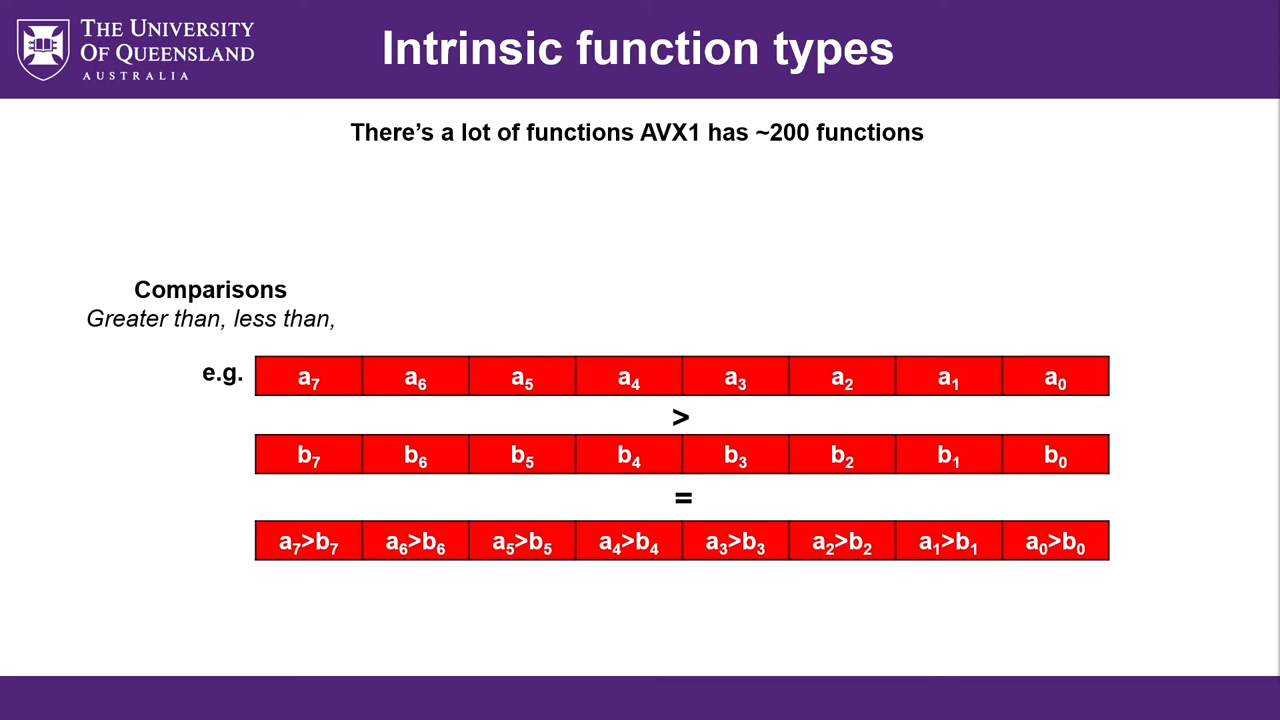 THE UNIVERSITY
OF QUEENSLAND
AUSTRALIA
Intrinsic function types
There’s a lot of functions AVX1 has ~200 functions
Comparisons
Greater than, less than,
e.g. a₇ a₆ a₅ a₄ a₃ a₂ a₁ a₀
>
b₇ b₆ b₅ b₄ b₃ b₂ b₁ b₀
=
a₇>b₇ a₆>b₆ a₅>b₅ a₄>b₄ a₃>b₃ a₂>b₂ a₁>b₁ a₀>b₀